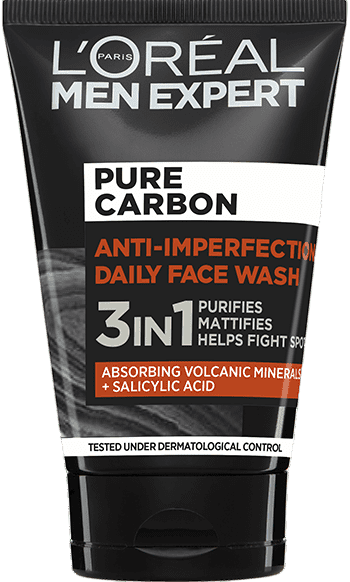 L'ORÉAL
PARIS
MEN EXPERT
PURE
CARBON
ANTI-IMPERFECTION
DAILY FACE WASH
3IN1
PURIFIES
MATTIFIES
HELPS FIGHT SPOT
ABSORBING VOLCANIC MINERALS
+ SALICYLIC ACID
TESTED UNDER DERMATOLOGICAL CONTROL